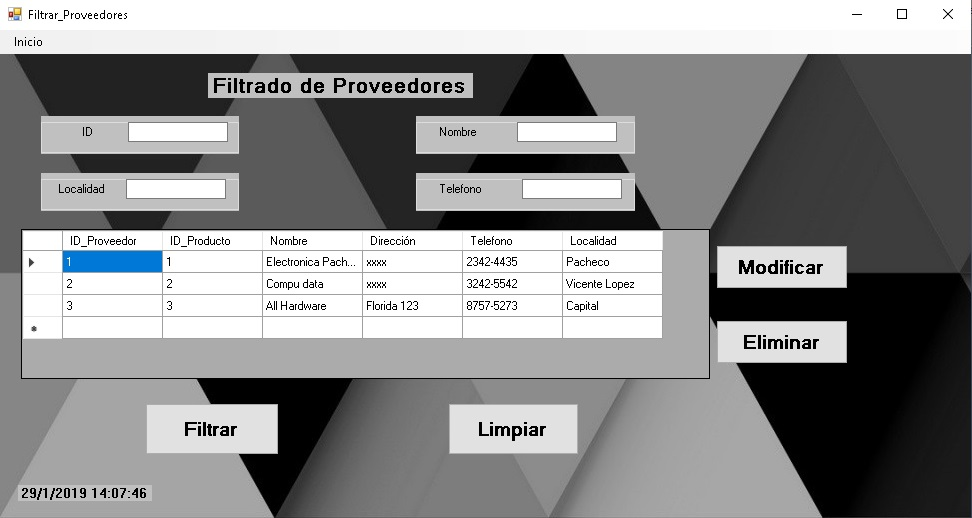 Filtrar_Proveedores
Inicio
Filtrado de Proveedores
ID
Nombre
Localidad
Telefono
ID_Proveedor ID_Producto Nombre Dirección Telefono Localidad
1 1 Electronica Pach... xxxx 2342-4435 Pacheco
2 2 Compu data xxxx 3242-5542 Vicente Lopez
3 3 All Hardware Florida 123 8757-5273 Capital
Modificar
Eliminar
Filtrar
Limpiar
29/1/2019 14:07:46